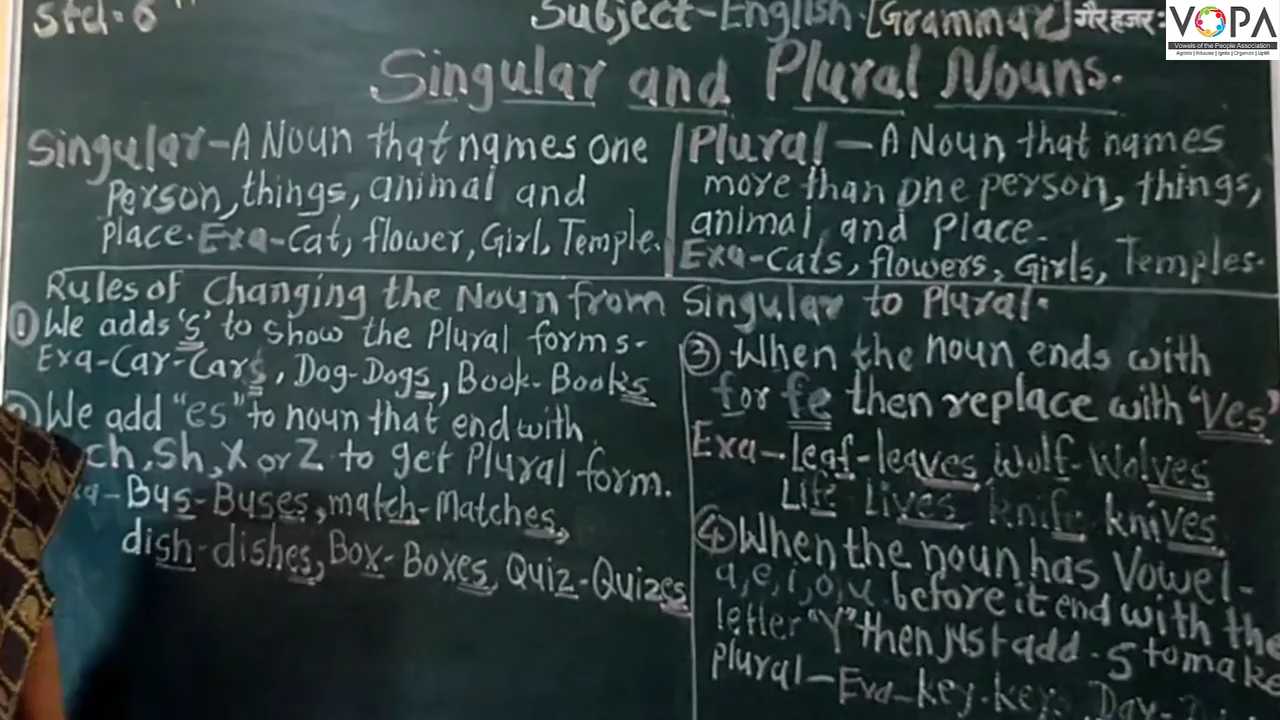 Std-6
Subject-English-[Grammar] गैरहजर:
VOPA
Vowels of the People Association
Singular and Plural Nouns.
Singular-A Noun that names one
Person, things, animal and
Place. Exa-Cat, flower, Girl, Temple.
Plural-A Noun that names
more than one person, things,
animal, and Place-
Exa-Cats, flowers, Girls, Temples.
Rules of Changing the Noun from Singular to Plural.
① We adds 's' to show the Plural forms-
Exa-Car-Cars, Dog-Dogs, Book-Books
We add "es" to noun that end with
ch, Sh, X or Z to get Plural form.
Bus-Buses, match-Matches,
dish-dishes, Box-Boxes, Quiz-Quizes
③ When the noun ends with
f or fe then replace with "Ves"
Exa-Leaf-leaves, Wolf-Wolves
Life Lives knife knives
④ When the noun has Vowel-
a, e, i, o, u before it end with the
letter "Y" then just add -S to make
Plural-Exa-key-keys Day-